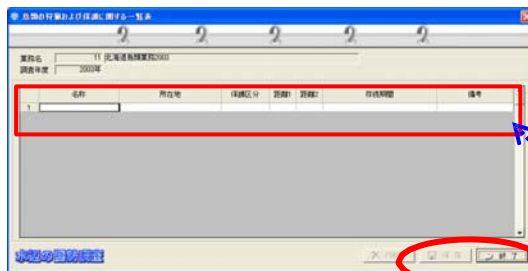 鳥類の狩猟および保護に関する一覧表
業務名 11 北海道鳥類業務2003
調査年度 2003年
名称 所在地 保護区分 距離1 距離2 存続期間 備考
1
水辺の国勢調査
終了